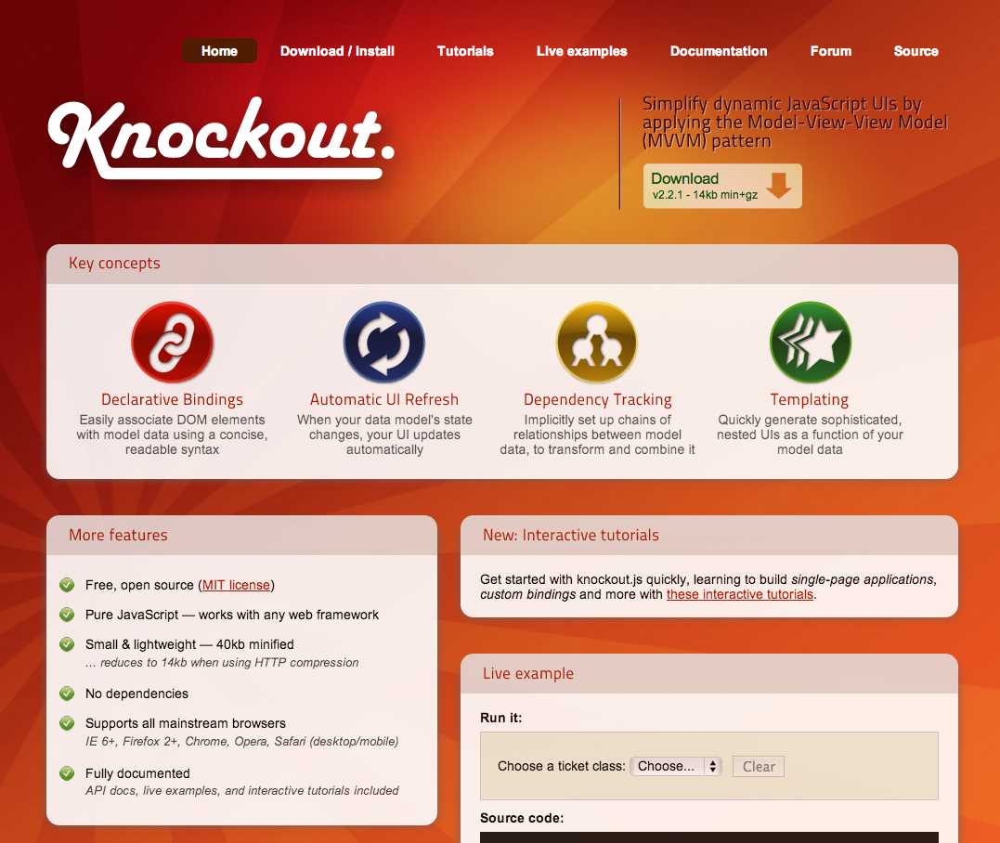 Home Download / Install Tutorials Live examples Documentation Forum Source
Knockout.
Simplify dynamic JavaScript UIs by
applying the Model-View-View Model
(MVVM) pattern
Download
v2.2.1 - 14kb min+gz
Key concepts
Declarative Bindings
Easily associate DOM elements
with model data using a concise,
readable syntax
Automatic UI Refresh
When your data model's state
changes, your UI updates
automatically
Dependency Tracking
Implicitly set up chains of
relationships between model
data, to transform and combine it
Templating
Quickly generate sophisticated,
nested UIs as a function of your
model data
More features
Free, open source (MIT license)
Pure JavaScript — works with any web framework
Small & lightweight — 40kb minified
... reduces to 14kb when using HTTP compression
No dependencies
Supports all mainstream browsers
IE 6+, Firefox 2+, Chrome, Opera, Safari (desktop/mobile)
Fully documented
API docs, live examples, and interactive tutorials included
New: Interactive tutorials
Get started with knockout.js quickly, learning to build single-page applications,
custom bindings and more with these interactive tutorials.
Live example
Run it:
Choose a ticket class: Choose... Clear
Source code: